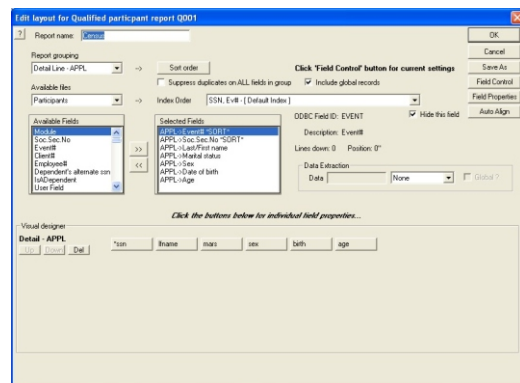 Edit layout for Qualified particpant report Q001
? Report name: Census OK
Cancel
Report grouping
Detail Line - APPL -> Sort order Click 'Field Control' button for current settings Save As
Suppress duplicates on ALL fields in group Include global records Field Control
Available files
Participants -> Index Order SSN, Ev# - [ Default Index ] Field Properties
Available Fields Selected Fields ODBC Field ID: EVENT Hide this field Auto Align
Module APPL->Event# *SORT*
Soc.Sec.No APPL->Soc.Sec.No *SORT* Description: Event#
Event# APPL->Last/First name
Client# >> APPL->Marital status Lines down: 0 Position: 0"
Employee# << APPL->Sex Data Extraction
Dependent's alternate ssn APPL->Date of birth Data None Global ?
IsADependent APPL->Age
User Field
Click the buttons below for individual field properties...
Visual designer
Detail - APPL *ssn lfname mars sex birth age
Up Down Del